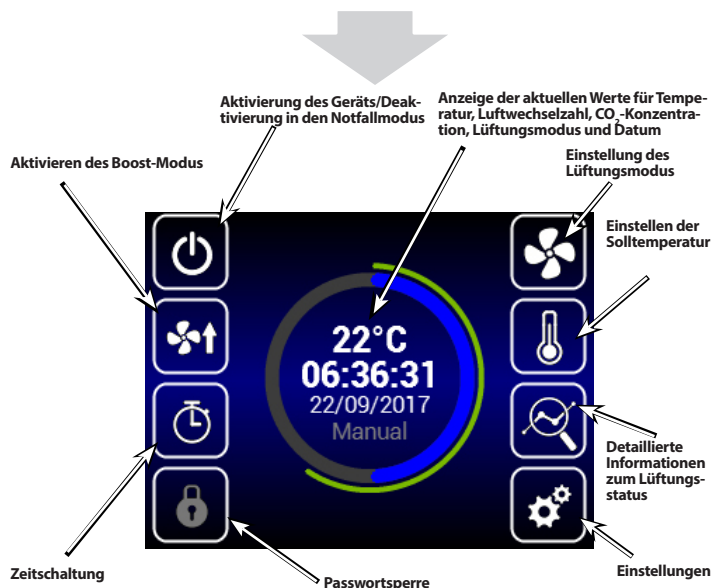 Aktivierung des Geräts/Deak-
tivierung in den Notfallmodus
Anzeige der aktuellen Werte für Tempe-
ratur, Luftwechselzahl, CO₂-Konzentra-
tion, Lüftungsmodus und Datum
Aktivieren des Boost-Modus
Einstellung des
Lüftungsmodus
Einstellen der
Solltemperatur
22°C
06:36:31
22/09/2017
Manual
Detaillierte
Informationen
zum Lüftungs-
status
Zeitschaltung
Passwortsperre
Einstellungen